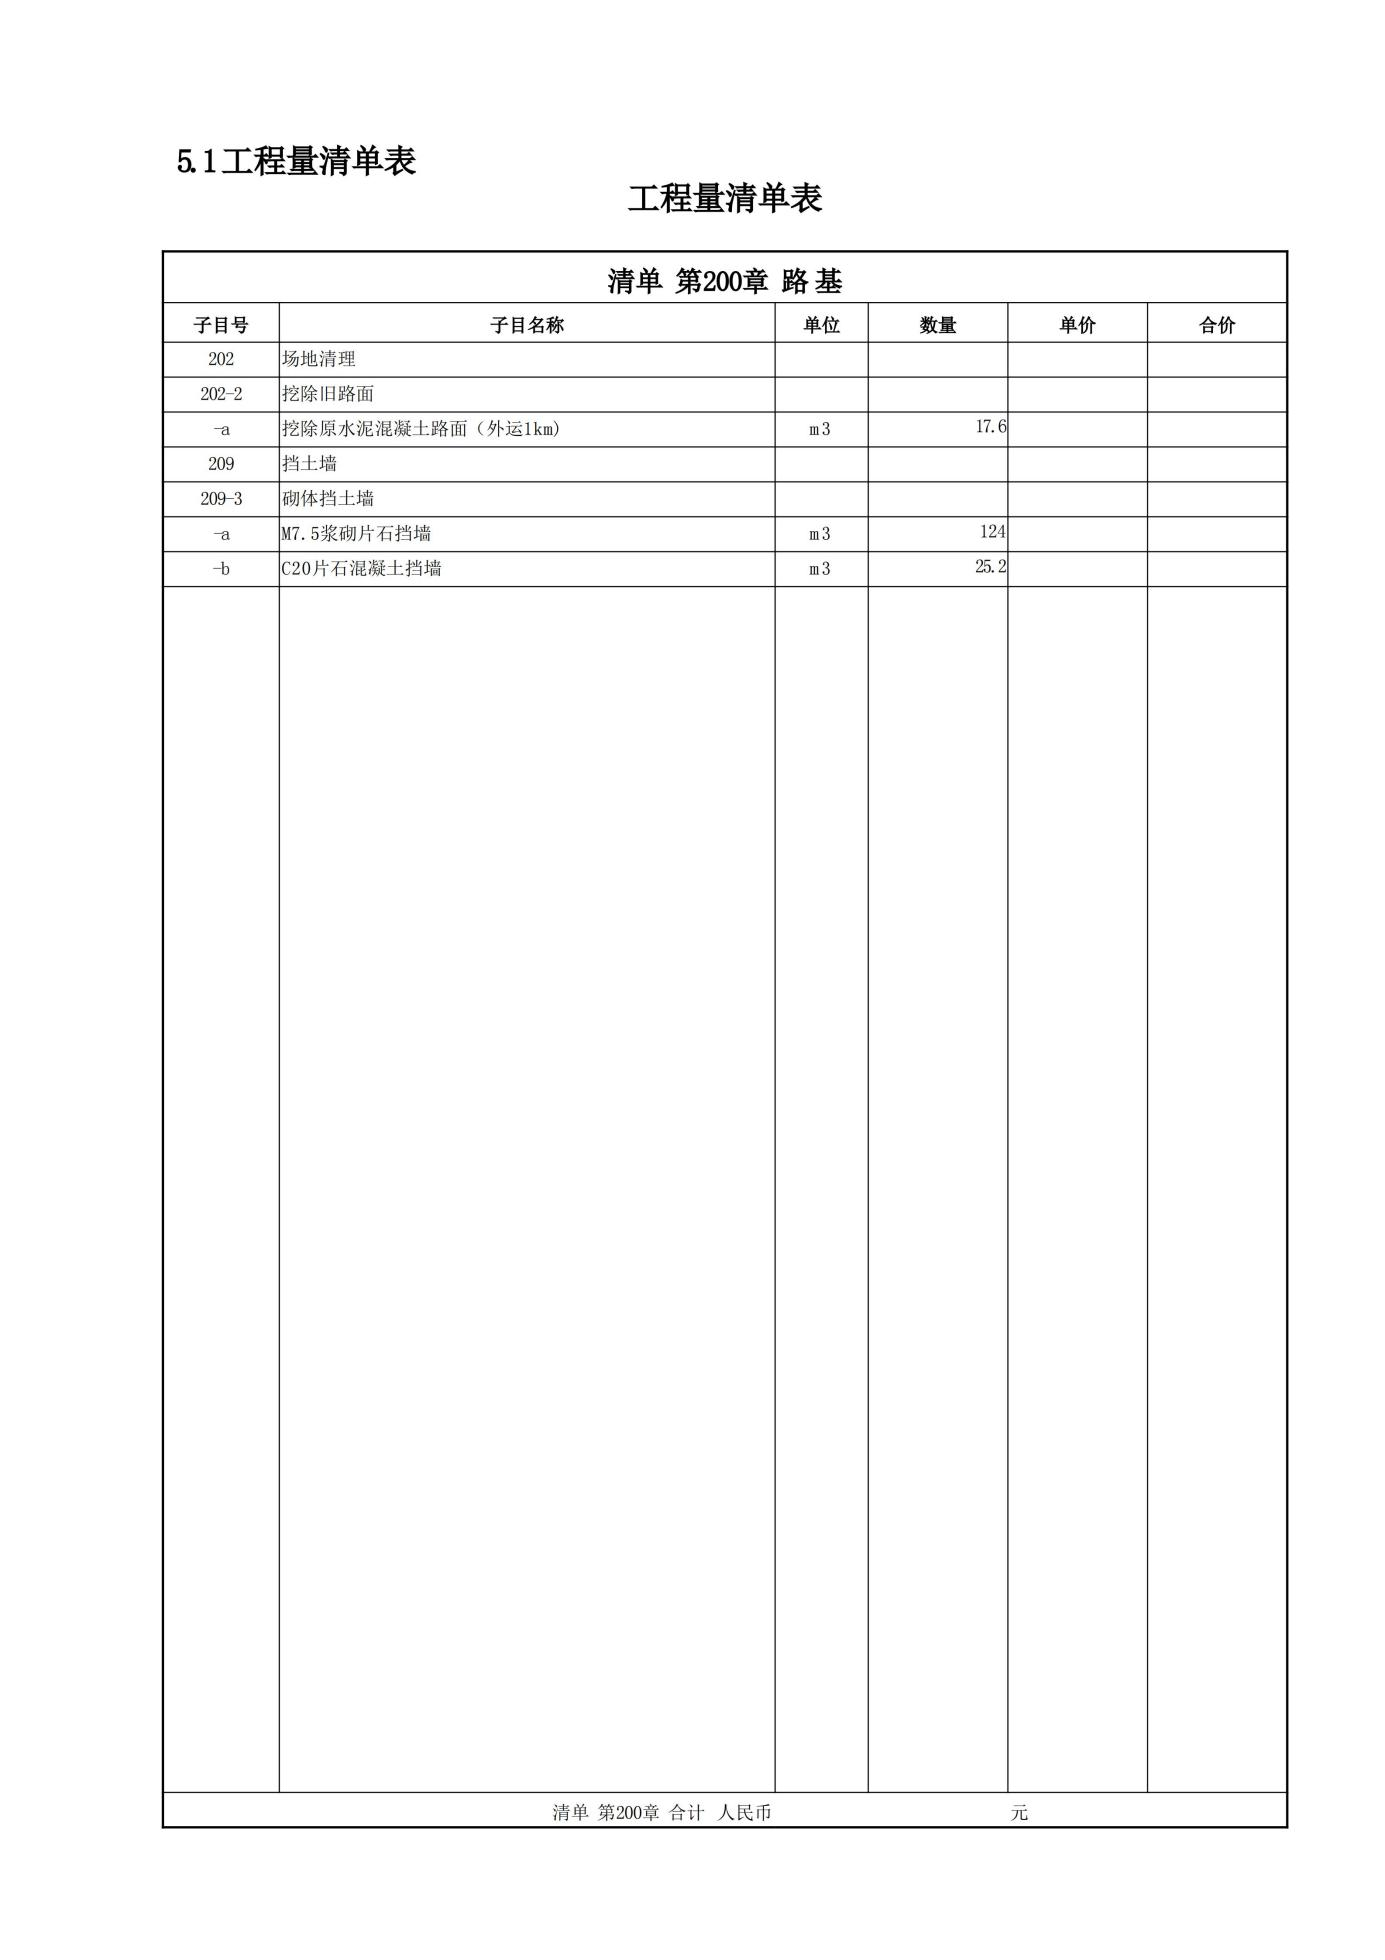 5.1工程量清单表
工程量清单表
清单 第200章 路基
子目号 子目名称 单位 数量 单价 合价
202 场地清理
202-2 挖除旧路面
-a 挖除原水泥混凝土路面（外运1km) m3 17.6
209 挡土墙
209-3 砌体挡土墙
-a M7.5浆砌片石挡墙 m3 124
-b C20片石混凝土挡墙 m3 25.2
清单 第200章 合计 人民币 元